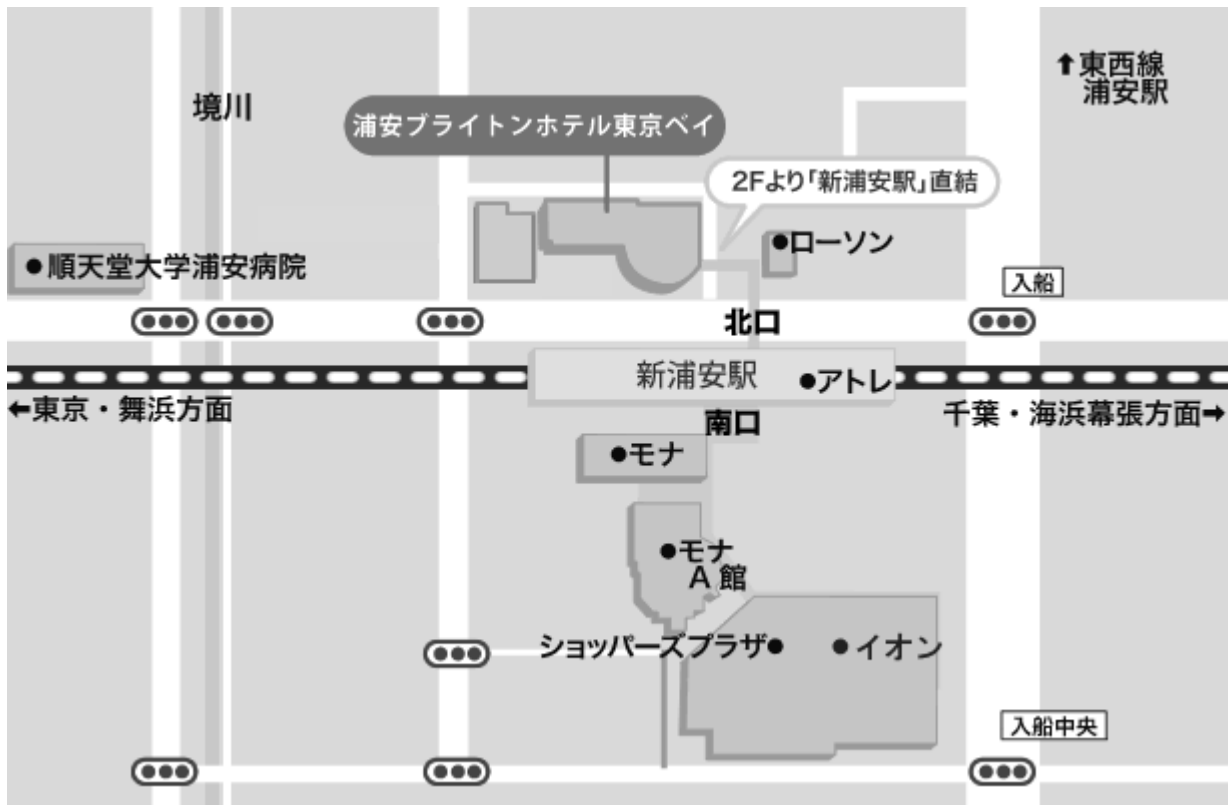 ↑東西線
浦安駅
境川
浦安ブライトンホテル東京ベイ
2Fより「新浦安駅」直結
●ローソン
●順天堂大学浦安病院
入船
北口
新浦安駅
●アトレ
←東京・舞浜方面
千葉・海浜幕張方面→
南口
●モナ
●モナ
A館
ショッパーズプラザ●
●イオン
入船中央